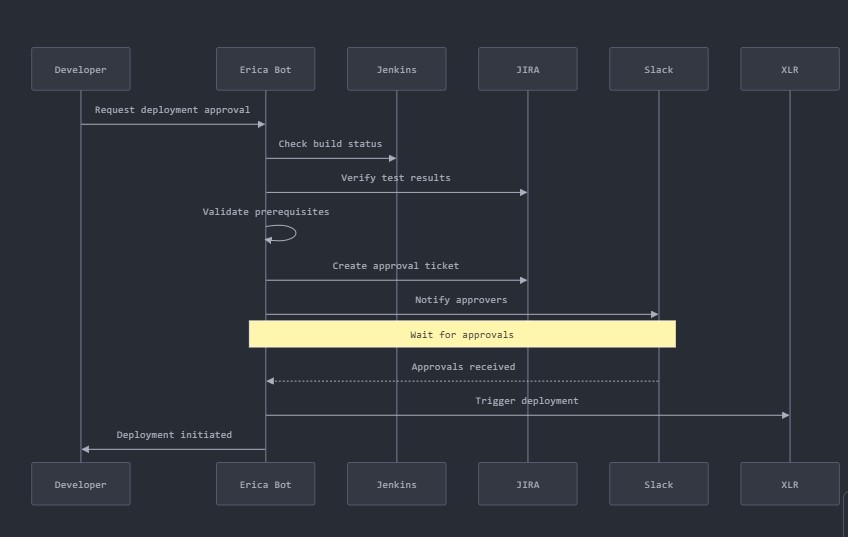 Developer
Erica Bot
Jenkins
JIRA
Slack
XLR
Request deployment approval
Check build status
Verify test results
Validate prerequisites
Create approval ticket
Notify approvers
Wait for approvals
Approvals received
Trigger deployment
Deployment initiated
Developer
Erica Bot
Jenkins
JIRA
Slack
XLR